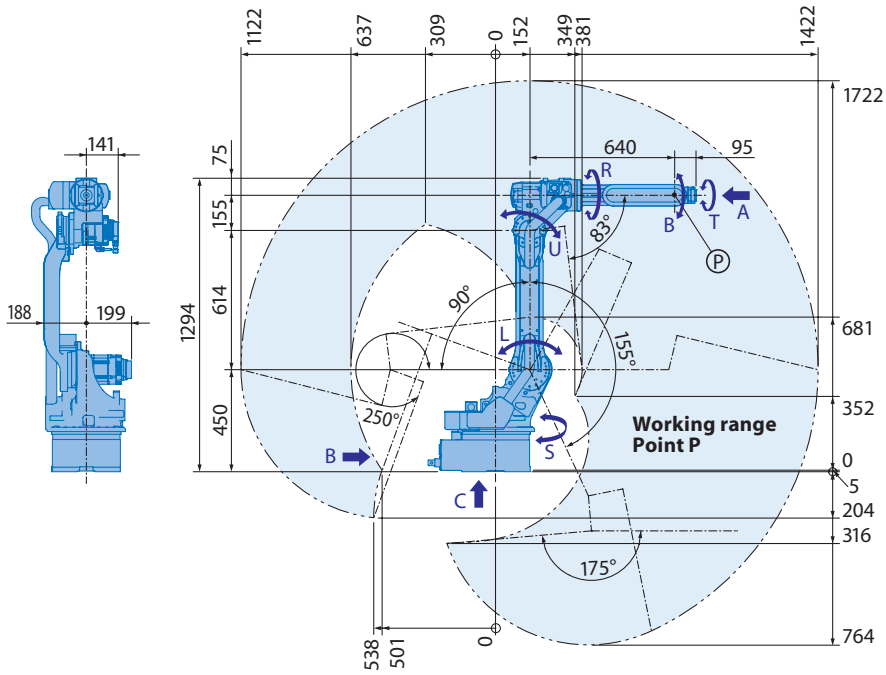 1122
637
309
0
152
349
381
1422
1722
141
75
640
95
R
155
B
T
A
U
83°
P
614
90°
188
199
1294
L
155°
681
450
250°
352
Working range
Point P
S
B
0
C
5
204
316
175°
538
501
0
764